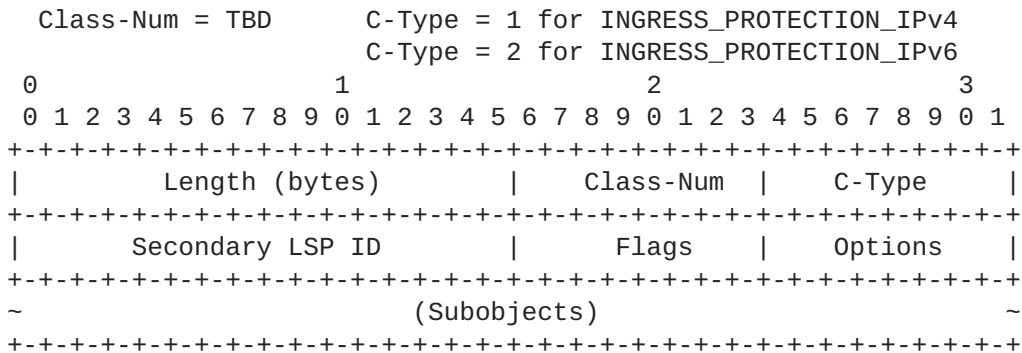 Class-Num = TBD      C-Type = 1 for INGRESS_PROTECTION_IPv4
                       C-Type = 2 for INGRESS_PROTECTION_IPv6
 0                   1                   2                   3
 0 1 2 3 4 5 6 7 8 9 0 1 2 3 4 5 6 7 8 9 0 1 2 3 4 5 6 7 8 9 0 1
+-+-+-+-+-+-+-+-+-+-+-+-+-+-+-+-+-+-+-+-+-+-+-+-+-+-+-+-+-+-+-+-+
|         Length (bytes)        |    Class-Num  |    C-Type     |
+-+-+-+-+-+-+-+-+-+-+-+-+-+-+-+-+-+-+-+-+-+-+-+-+-+-+-+-+-+-+-+-+
|       Secondary LSP ID        |      Flags    |    Options    |
+-+-+-+-+-+-+-+-+-+-+-+-+-+-+-+-+-+-+-+-+-+-+-+-+-+-+-+-+-+-+-+-+
~                         (Subobjects)                          ~
+-+-+-+-+-+-+-+-+-+-+-+-+-+-+-+-+-+-+-+-+-+-+-+-+-+-+-+-+-+-+-+-+